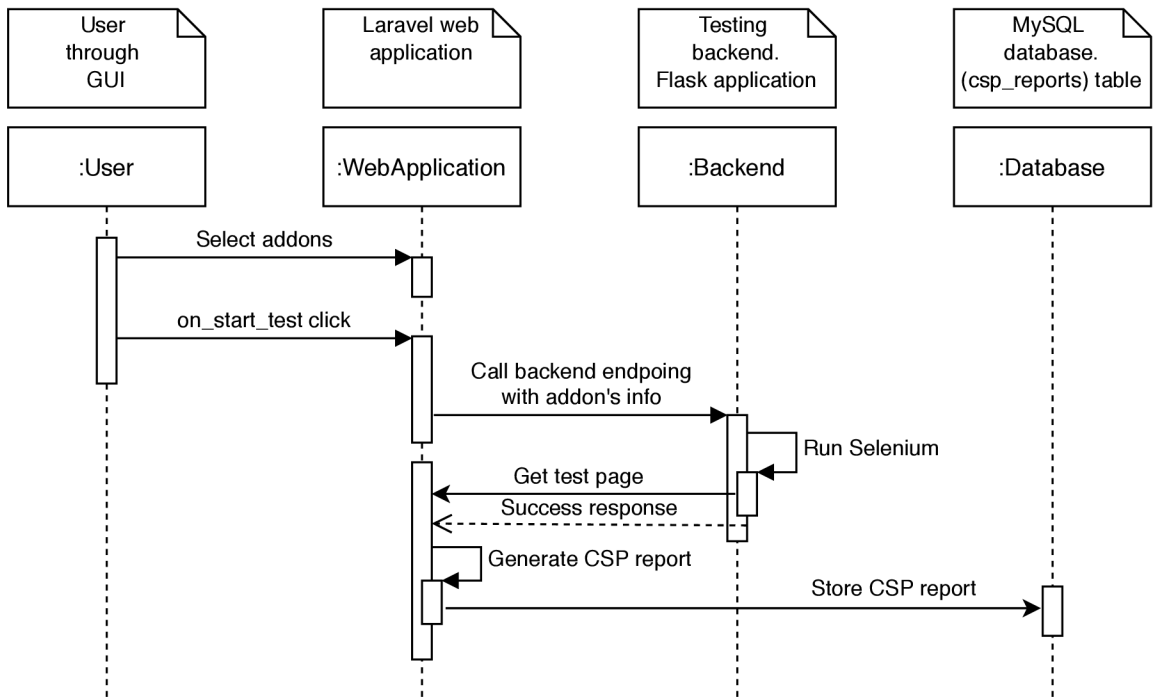 User
through
GUI
Laravel web
application
Testing
backend.
Flask application
MySQL
database.
(csp_reports) table
:User
:WebApplication
:Backend
:Database
Select addons
on_start_test click
Call backend endpoing
with addon's info
Run Selenium
Get test page
Success response
Generate CSP report
Store CSP report